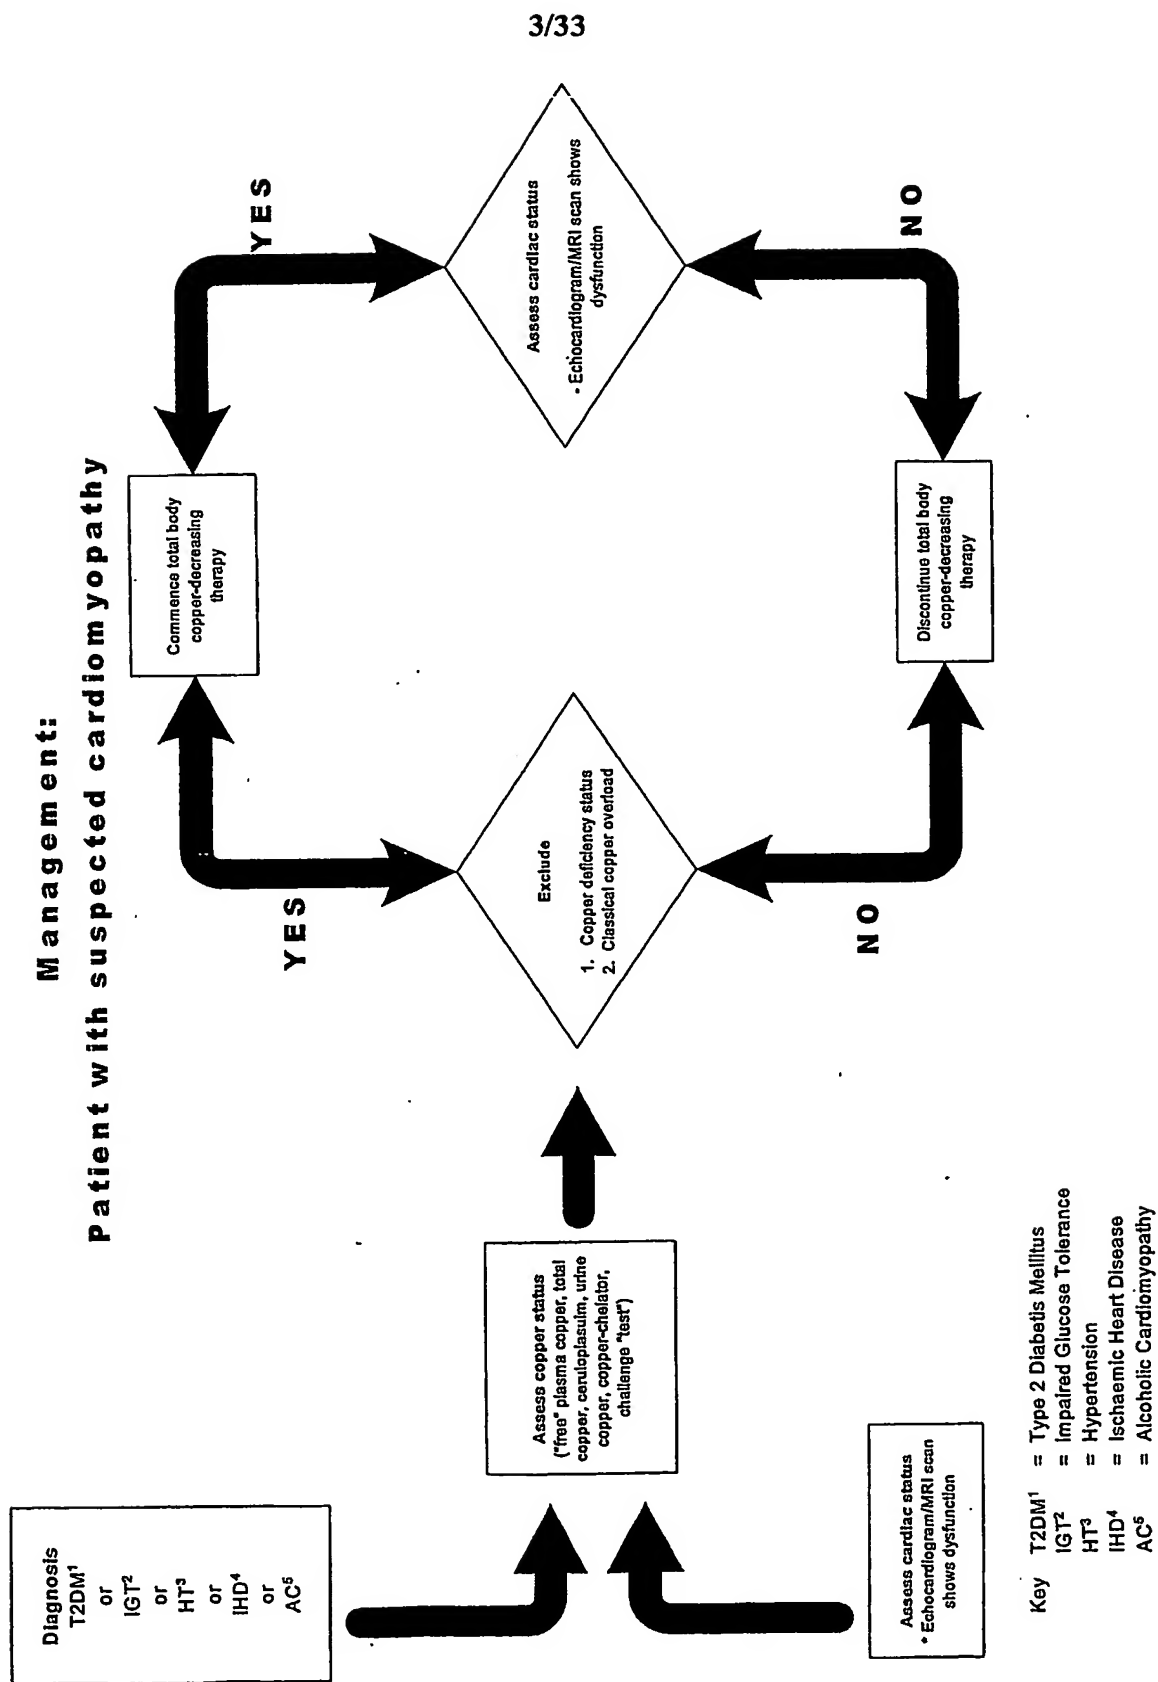 3/33
Management:
Patient with suspected cardiomyopathy
Diagnosis
T2DM¹
or
IGT²
or
HT³
or
IHD⁴
or
AC⁵
Assess cardiac status
* Echocardiogram/MRI scan
shows dysfunction
Assess copper status
("free" plasma copper, total
copper, ceruloplasuim, urine
copper, copper-chelator,
challenge "test")
Exclude
1. Copper deficiency status
2. Classical copper overload
YES
NO
Commence total body
copper-decreasing
therapy
Discontinue total body
copper-decreasing
therapy
YES
NO
Assess cardiac status
• Echocardiogram/MRI scan shows
dysfunction
Key T2DM¹ = Type 2 Diabetis Mellitus
IGT² = Impaired Glucose Tolerance
HT³ = Hypertension
IHD⁴ = Ischaemic Heart Disease
AC⁵ = Alcoholic Cardiomyopathy